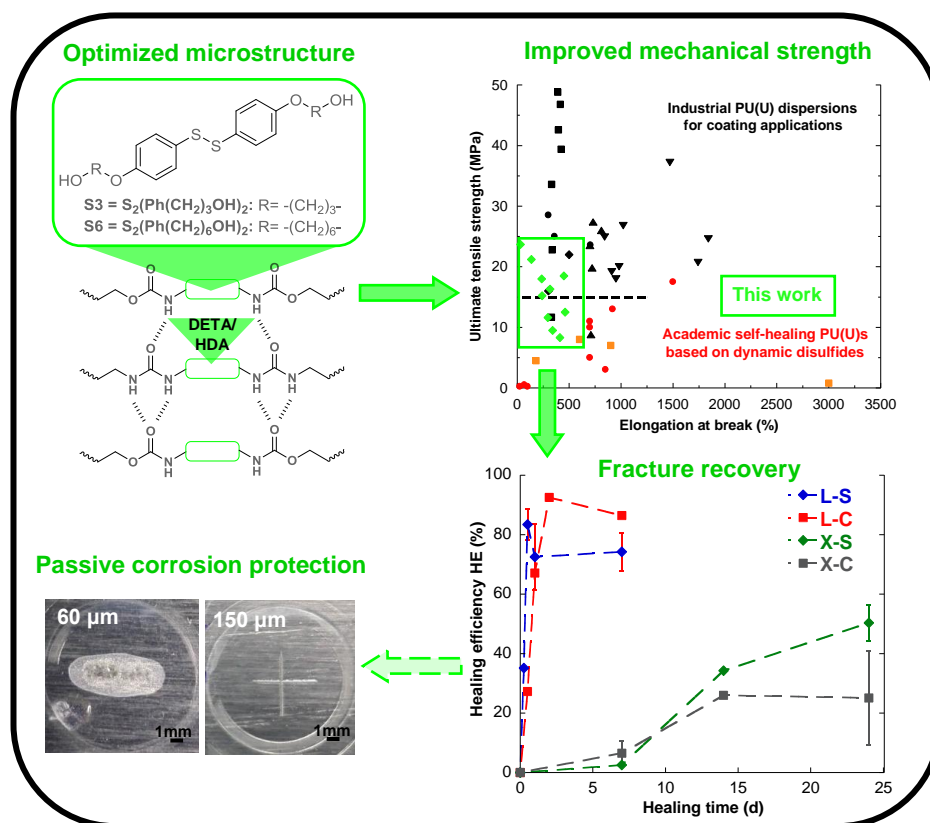 Optimized microstructure
OH
R
O
S
S
O
R
HO
S3 = S₂(Ph(CH₂)₃OH)₂: R= -(CH₂)₃-
S6 = S₂(Ph(CH₂)₆OH)₂: R= -(CH₂)₆-
O O
O N N O
H H
DETA/
HDA
O O
N N N N
H H H H
O O
O N N O
H H
Improved mechanical strength
Ultimate tensile strength (MPa)
50
40
30
20
10
0
Industrial PU(U) dispersions
for coating applications
This work
Academic self-healing PU(U)s
based on dynamic disulfides
0 500 1000 1500 2000 2500 3000 3500
Elongation at break (%)
Fracture recovery
Healing efficiency HE (%)
100
80
60
40
20
0
L-S
L-C
X-S
X-C
0 5 10 15 20 25
Healing time (d)
Passive corrosion protection
60 µm
1mm
150 µm
1mm